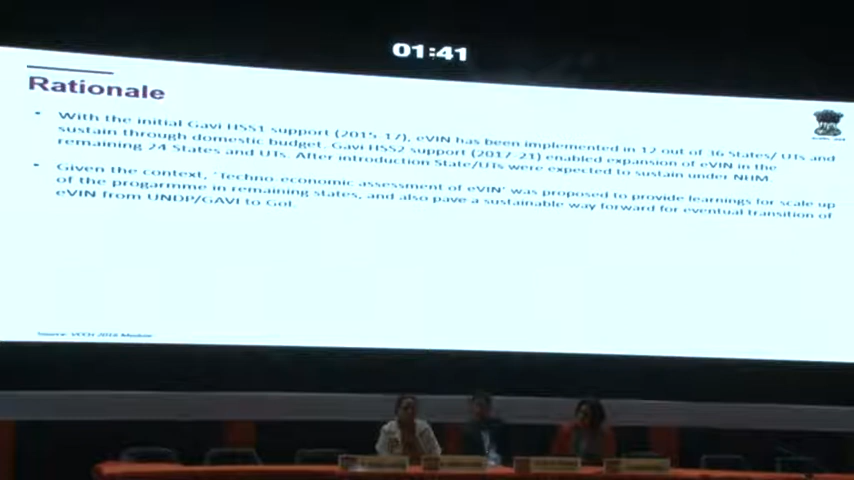 01:41
Rationale
• With the initial Gavi HSS1 support (2015-17), eVIN has been implemented in 12 out of 36 States/ UTs and
sustain through domestic budget. Gavi HSS2 support (2017-21) enabled expansion of eVIN in the
remaining 24 States and UTs. After introduction State/UTs were expected to sustain under NHM.
• Given the context, 'Techno-economic assessment of eVIN' was proposed to provide learnings for scale up
of the progarmme in remaining states, and also pave a sustainable way forward for eventual transition of
eVIN from UNDP/GAVI to GoI.
Source: